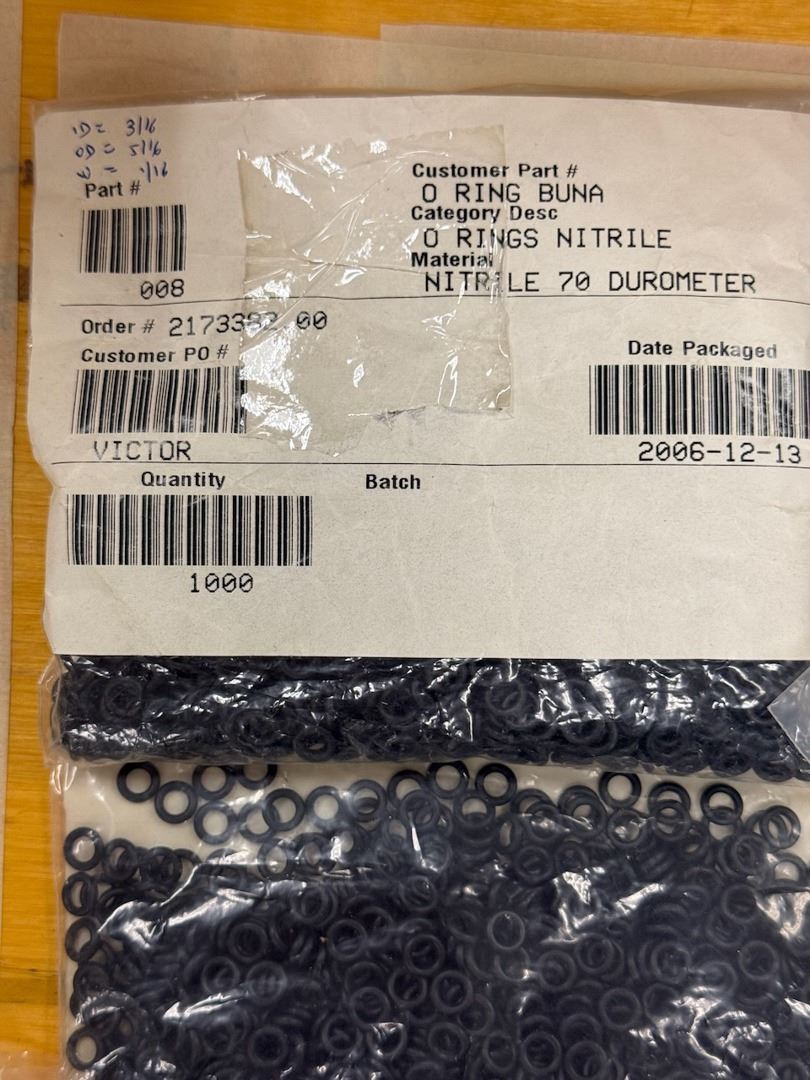 ID = 3/16
OD = 5/16
W = 1/16
Part #
008
Customer Part #
O RING BUNA
Category Desc
O RINGS NITRILE
Material
NITRILE 70 DUROMETER
Order # 2173382.00
Customer PO #
VICTOR
Date Packaged
2006-12-13
Quantity
1000
Batch